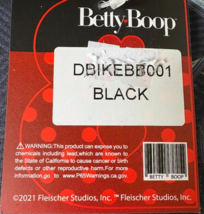 Betty Boop
DBIKEBB001
BLACK
⚠WARNING:This product can expose you to
chemicals including lead,which are known to
the State of California to cause cancer or birth
defects or other reproductive harm.For more
information go to www.P65Warnings.ca.gov.
BETTY BOOP
©2021 Fleischer Studios, Inc. ™Fleischer Studios, Inc.